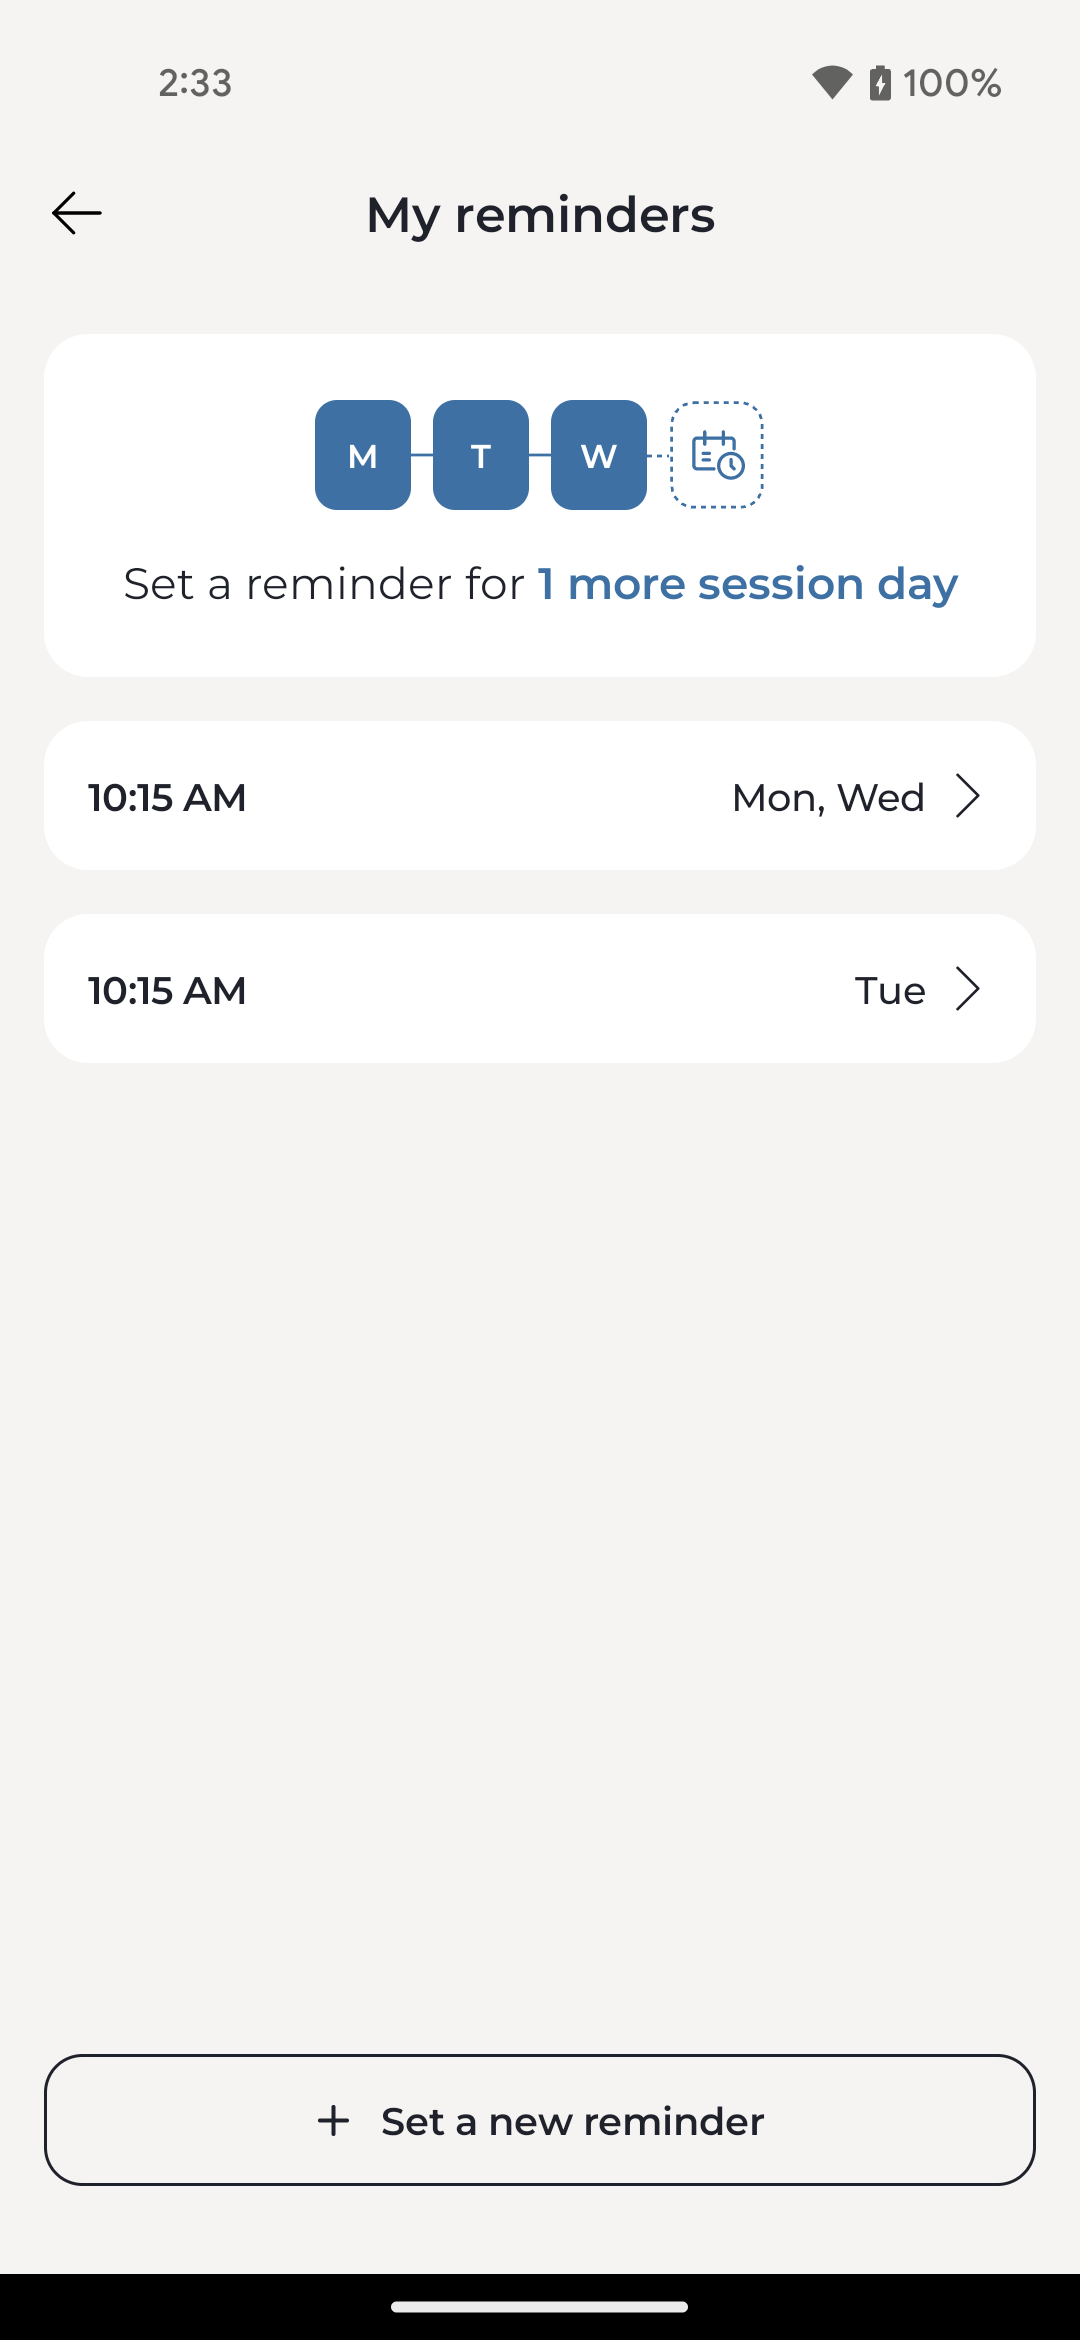 2:33
100%
My reminders
M T W
Set a reminder for 1 more session day
10:15 AM Mon, Wed
10:15 AM Tue
+ Set a new reminder